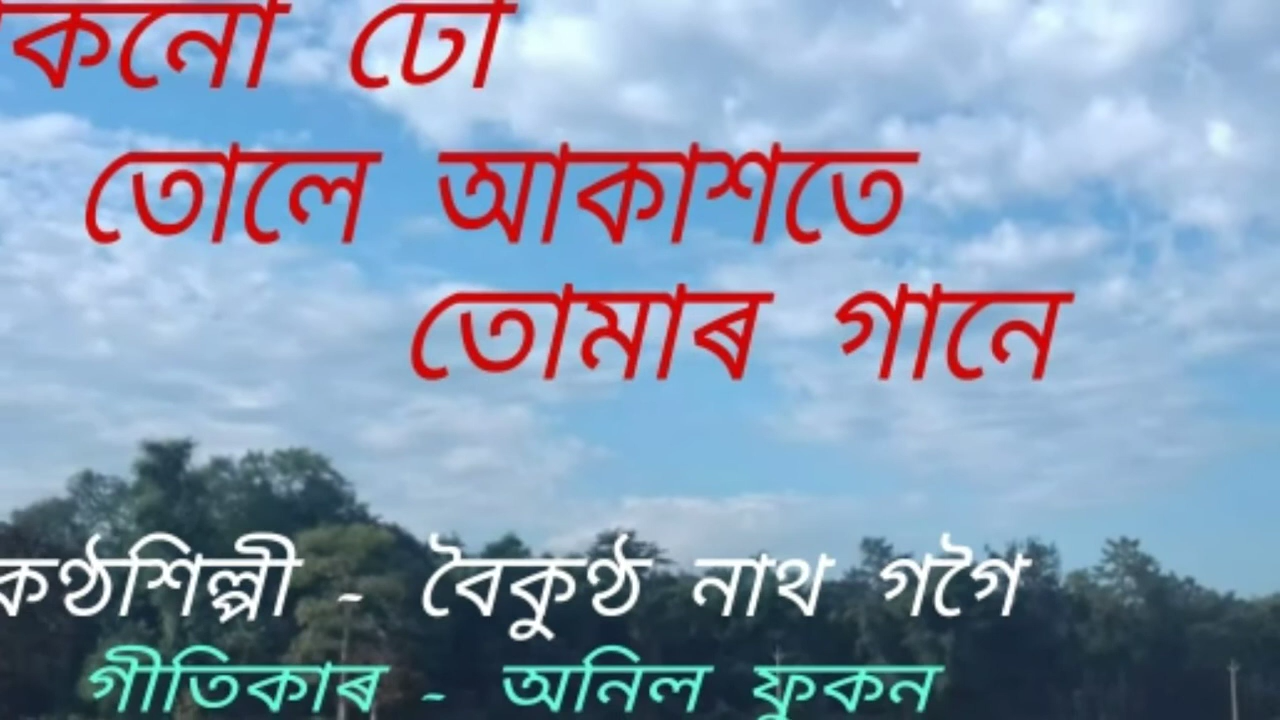 কনো ঢৌ
তোলে আকাশতে
তোমাৰ গানে
কণ্ঠশিল্পী - বৈকুণ্ঠ নাথ গগৈ
গীতিকাৰ - অনিল ফুকন